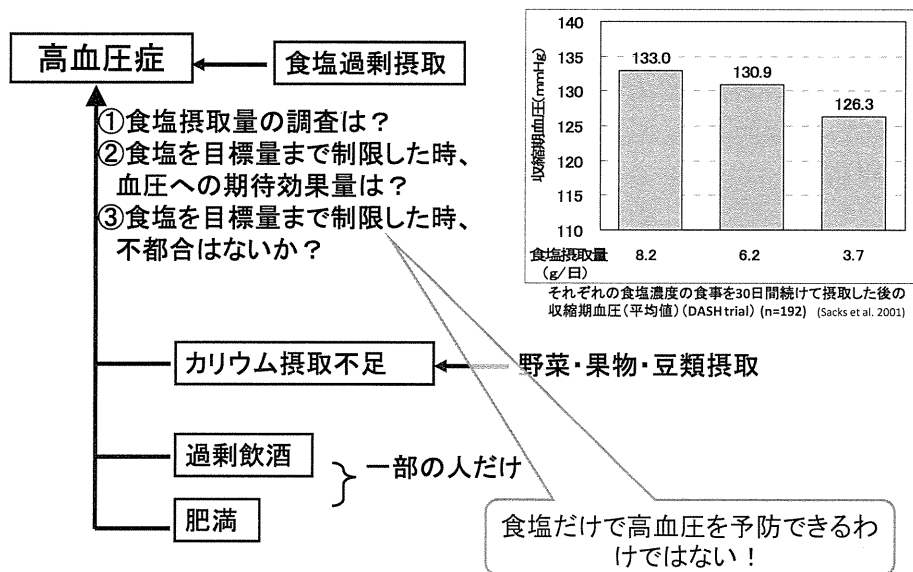 高血圧症
食塩過剰摂取
①食塩摂取量の調査は？
②食塩を目標量まで制限した時、
血圧への期待効果量は？
③食塩を目標量まで制限した時、
不都合はないか？
収縮期血圧(mmHg)
140
135
130
125
120
115
110
133.0
130.9
126.3
食塩摂取量 8.2 6.2 3.7
(g/日)
それぞれの食塩濃度の食事を30日間続けて摂取した後の
収縮期血圧(平均値)(DASH trial) (n=192) (Sacks et al. 2001)
カリウム摂取不足
野菜・果物・豆類摂取
過剰飲酒
一部の人だけ
肥満
食塩だけで高血圧を予防できるわ
けではない！